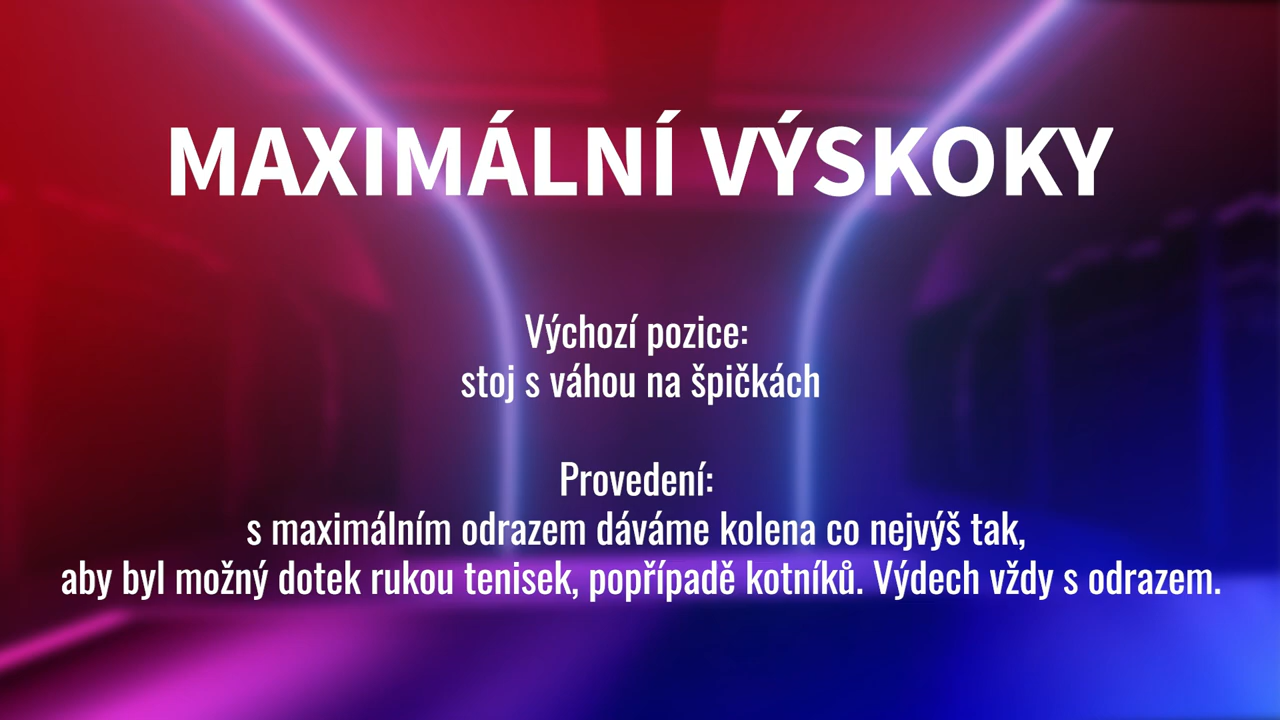 MAXIMÁLNÍ VÝSKOKY
Výchozí pozice:
stoj s váhou na špičkách
Provedení:
s maximálním odrazem dáváme kolena co nejvýš tak,
aby byl možný dotek rukou tenisek, popřípadě kotníků. Výdech vždy s odrazem.